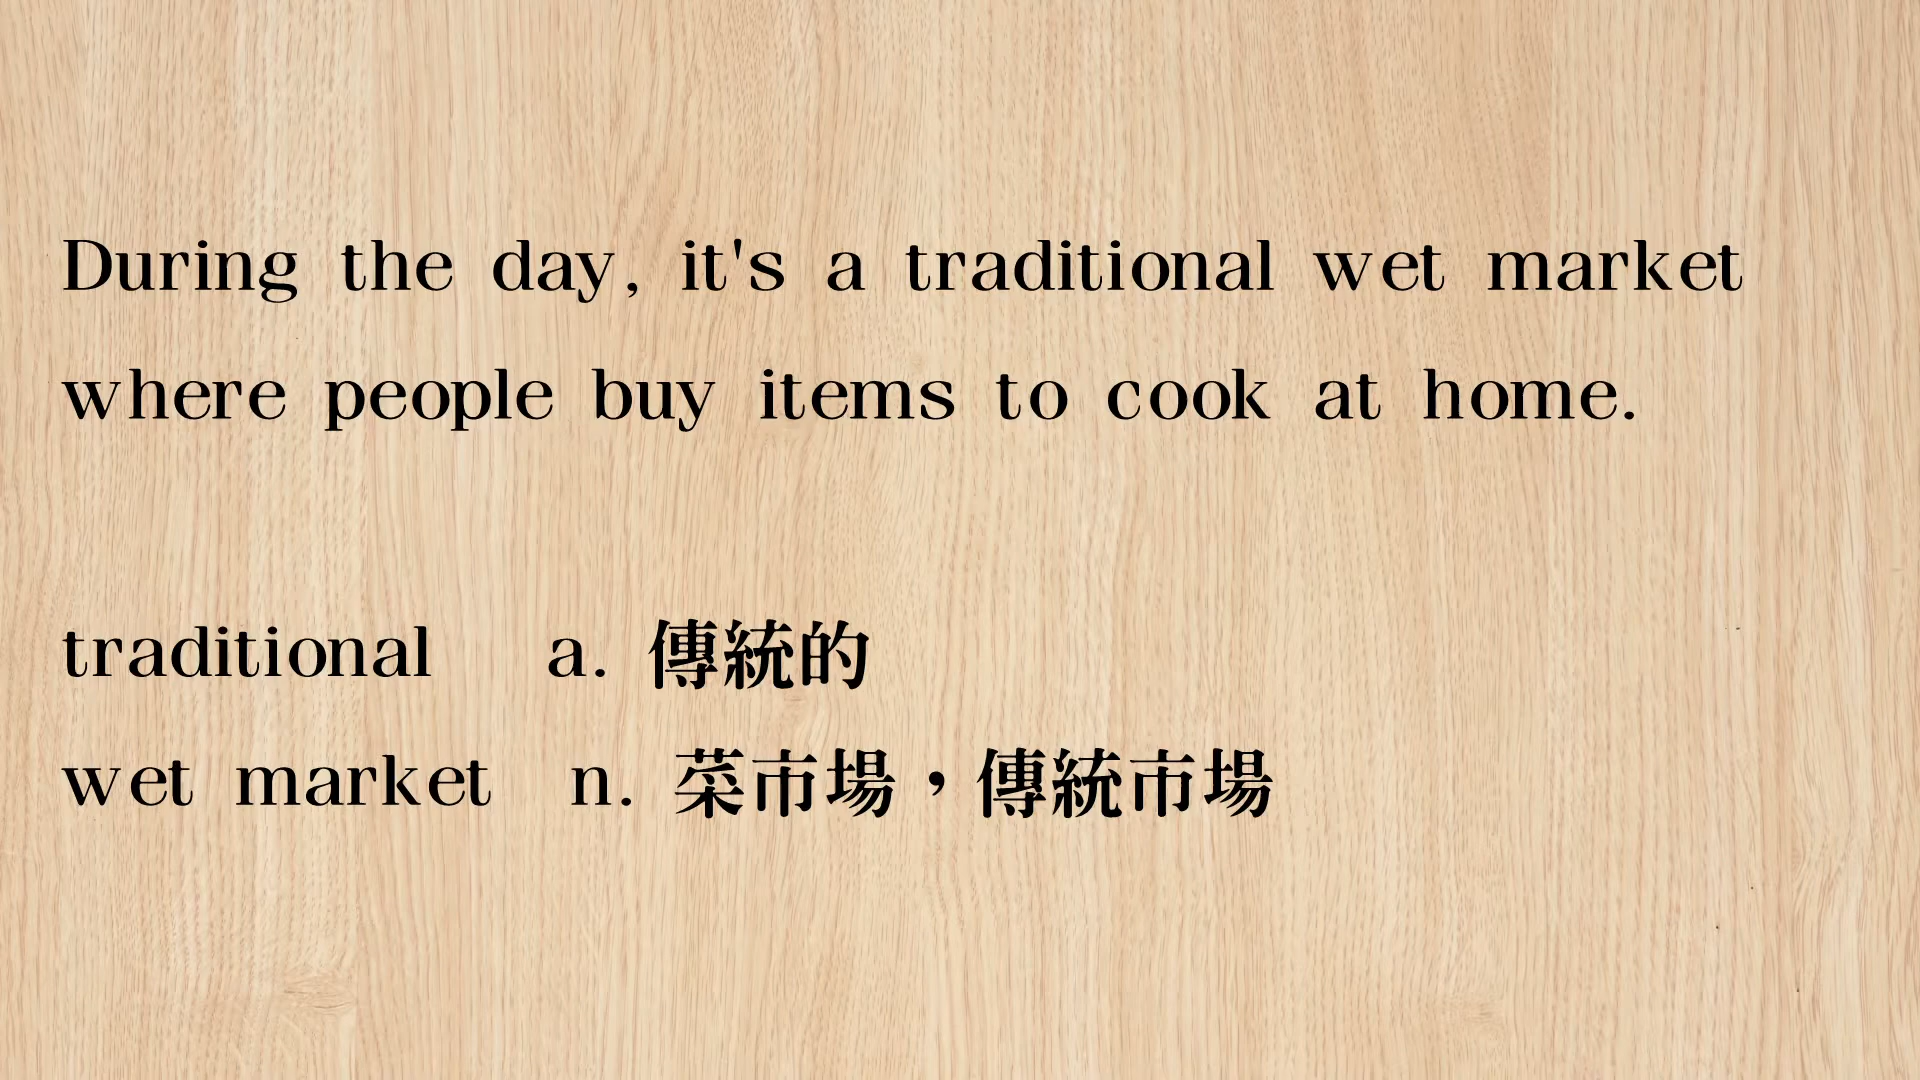 During the day, it's a traditional wet market
where people buy items to cook at home.
traditional a. 傳統的
wet market n. 菜市場，傳統市場